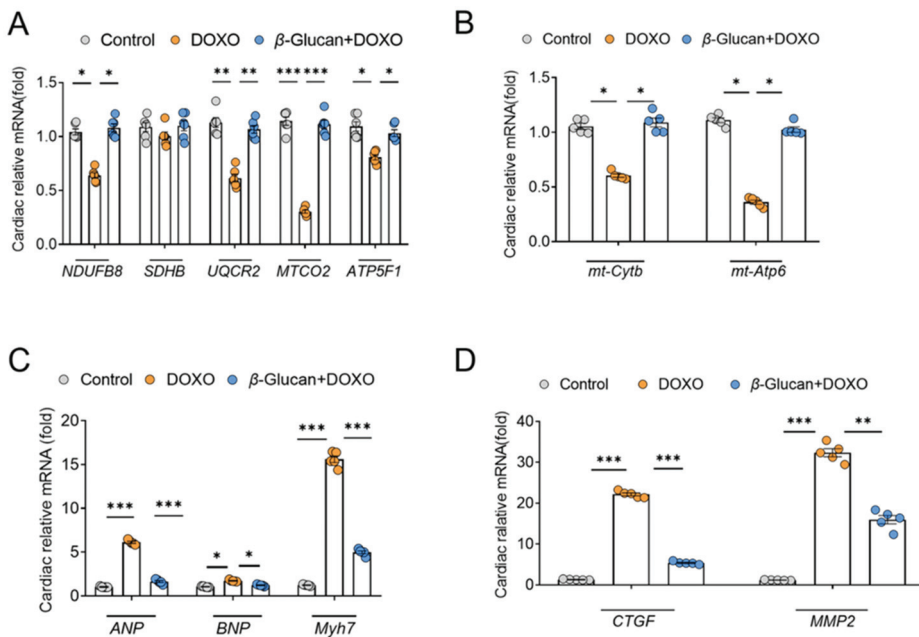 A
Control DOXO β-Glucan+DOXO
Cardiac relative mRNA(fold)
1.5
1.0
0.5
0.0
* * ** ** *** *** * *
NDUFB8 SDHB UQCR2 MTCO2 ATP5F1
B
Control
DOXO
β-Glucan+DOXO
Cardiac relative mRNA(fold)
1.5
1.0
0.5
0.0
* * * *
mt-Cytb mt-Atp6
C
Control DOXO β-Glucan+DOXO
Cardiac relative mRNA (fold)
20
15
10
5
0
*** *** * * *** ***
ANP BNP Myh7
D
Control DOXO β-Glucan+DOXO
Cardiac relative mRNA(fold)
40
30
20
10
0
*** *** *** **
CTGF MMP2